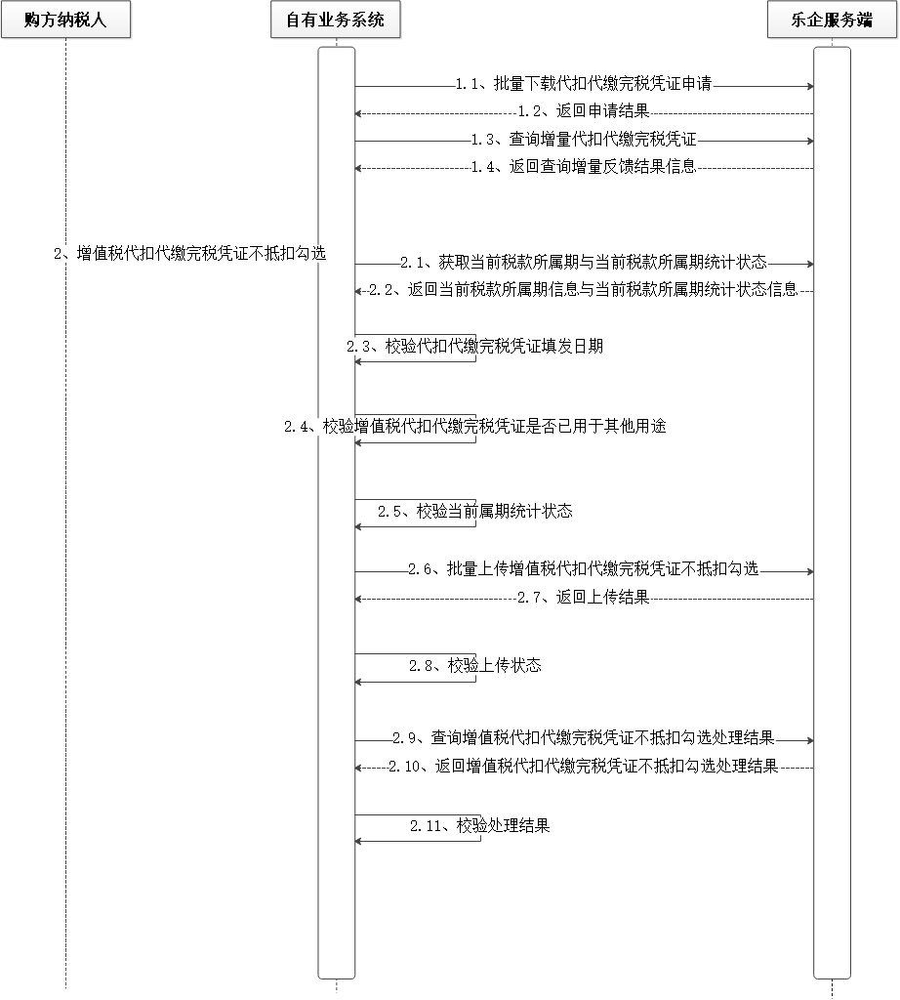 购方纳税人
自有业务系统
乐企服务端
1.1、批量下载代扣代缴完税凭证申请
1.2、返回申请结果
1.3、查询增量代扣代缴完税凭证
1.4、返回查询增量反馈结果信息
2、增值税代扣代缴完税凭证不抵扣勾选
2.1、获取当前税款所属期与当前税款所属期统计状态
2.2、返回当前税款所属期信息与当前税款所属期统计状态信息
2.3、校验代扣代缴完税凭证填发日期
2.4、校验增值税代扣代缴完税凭证是否已用于其他用途
2.5、校验当前属期统计状态
2.6、批量上传增值税代扣代缴完税凭证不抵扣勾选
2.7、返回上传结果
2.8、校验上传状态
2.9、查询增值税代扣代缴完税凭证不抵扣勾选处理结果
2.10、返回增值税代扣代缴完税凭证不抵扣勾选处理结果
2.11、校验处理结果